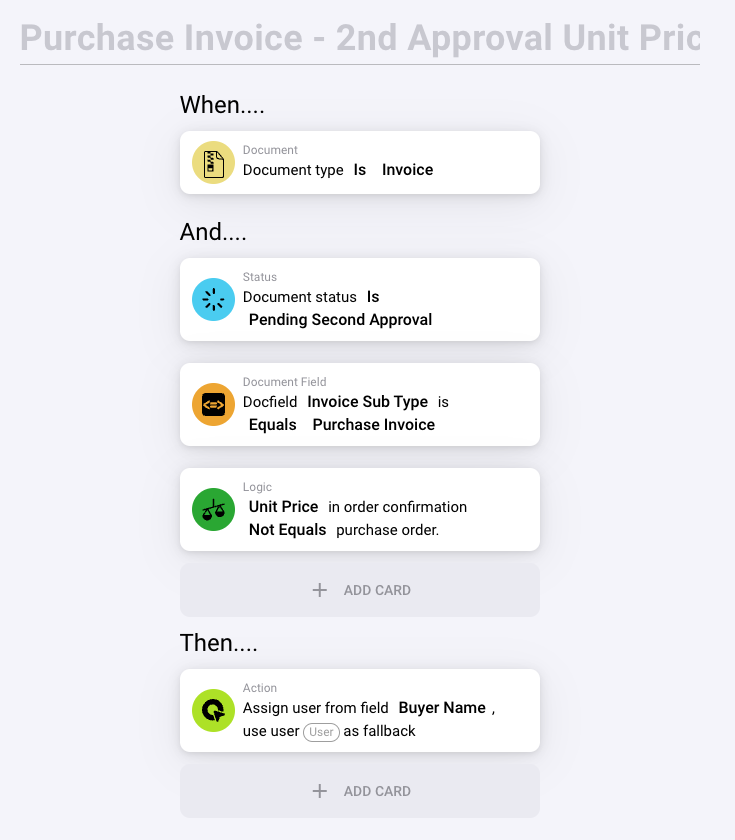 Purchase Invoice - 2nd Approval Unit Pric
When....
Document
Document type Is Invoice
And....
Status
Document status Is
Pending Second Approval
Document Field
Docfield Invoice Sub Type is
Equals Purchase Invoice
Logic
Unit Price in order confirmation
Not Equals purchase order.
+ ADD CARD
Then....
Action
Assign user from field Buyer Name ,
use user User as fallback
+ ADD CARD